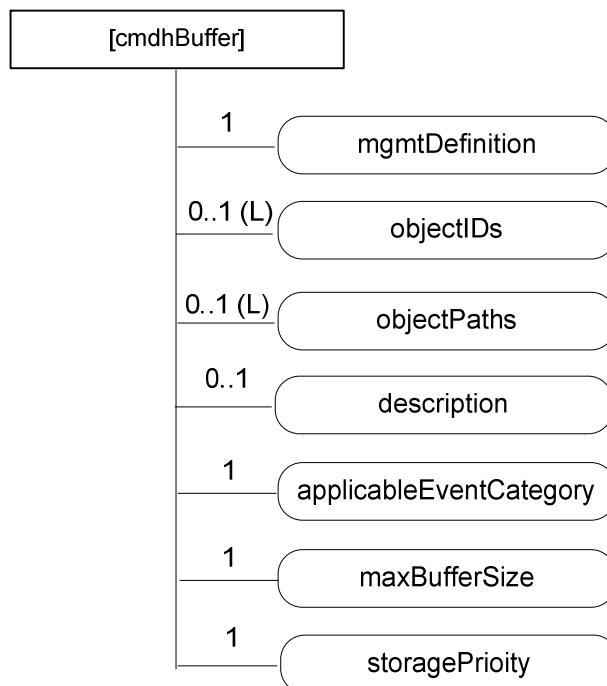 [cmdhBuffer]
1
mgmtDefinition
0..1 (L)
objectIDs
0..1 (L)
objectPaths
0..1
description
1
applicableEventCategory
1
maxBufferSize
1
storagePrioity